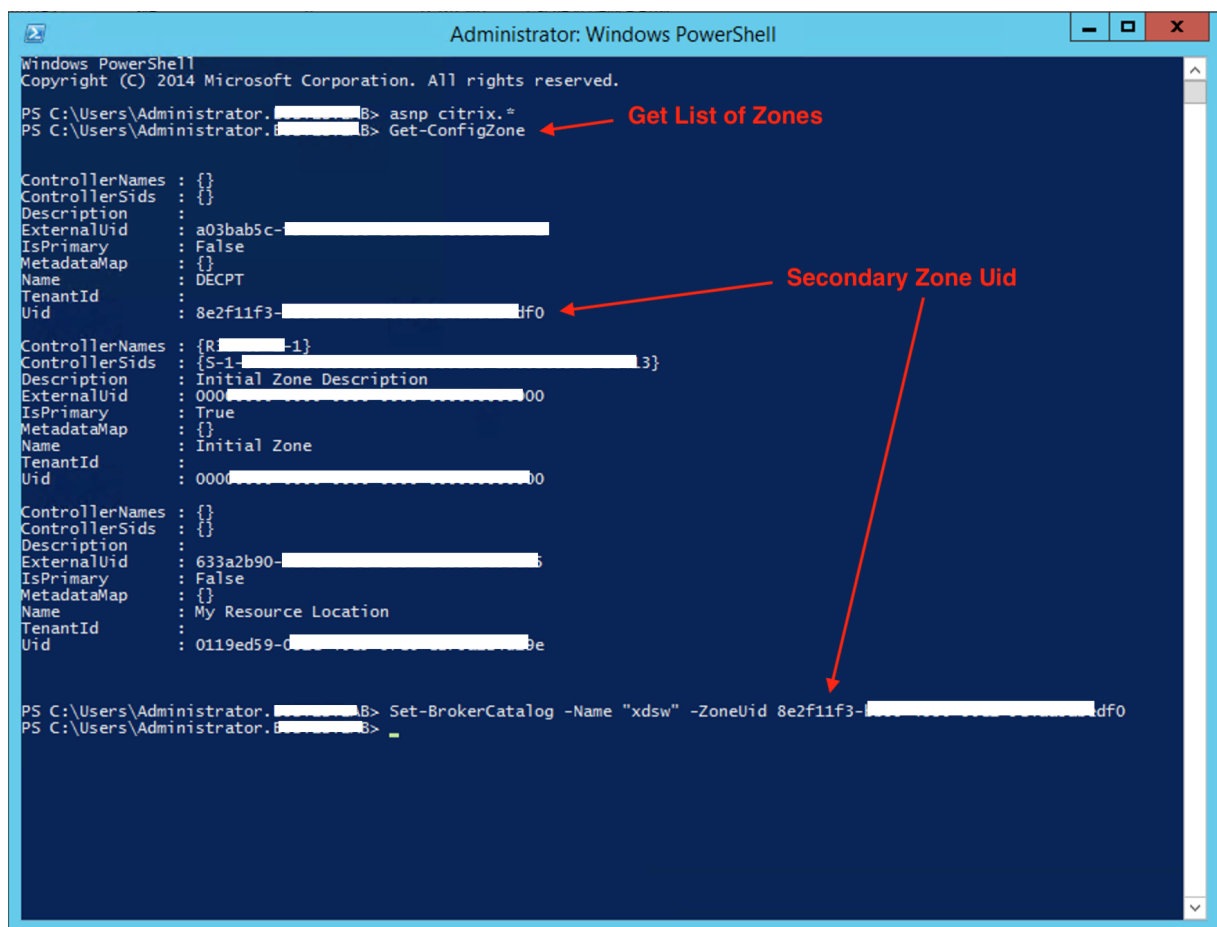 Administrator: Windows PowerShell
Windows PowerShell
Copyright (C) 2014 Microsoft Corporation. All rights reserved.
PS C:\Users\Administrator. B> asnp citrix.*
Get List of Zones
PS C:\Users\Administrator. B> Get-ConfigZone
ControllerNames : {}
ControllerSids : {}
Description :
ExternalUid : a03bab5c-
IsPrimary : False
MetadataMap : {}
Name : DECPT
TenantId :
Uid : 8e2f11f3- df0
Secondary Zone Uid
ControllerNames : {R -1}
ControllerSids : {S-1- 13}
Description : Initial Zone Description
ExternalUid : 000 00
IsPrimary : True
MetadataMap : {}
Name : Initial Zone
TenantId :
Uid : 000 00
ControllerNames : {}
ControllerSids : {}
Description :
ExternalUid : 633a2b90-
IsPrimary : False
MetadataMap : {}
Name : My Resource Location
TenantId :
Uid : 0119ed59- 9e
PS C:\Users\Administrator. B> Set-BrokerCatalog -Name "xdsw" -ZoneUid 8e2f11f3- df0
PS C:\Users\Administrator. B>